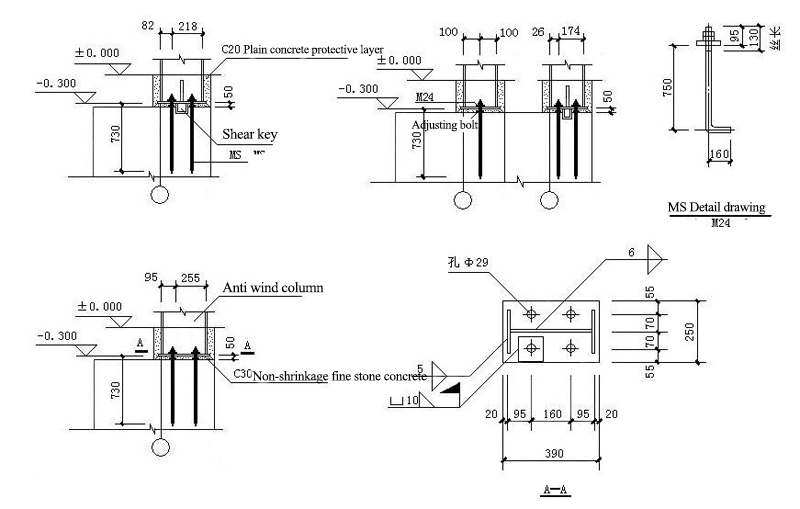 82 218
C20 Plain concrete protective layer
±0.000
-0.300
50
730
Shear key
MS
100 100
26 174
±0.000
-0.300
M24
50
Adjusting bolt
730
95
130
丝长
750
160
MS Detail drawing
M24
95 255
Anti wind column
±0.000
-0.300
A A
50
C30 Non-shrinkage fine stone concrete
730
孔 Φ29
6
5
10
55
70
70
55
250
20 95 160 95 20
390
A—A